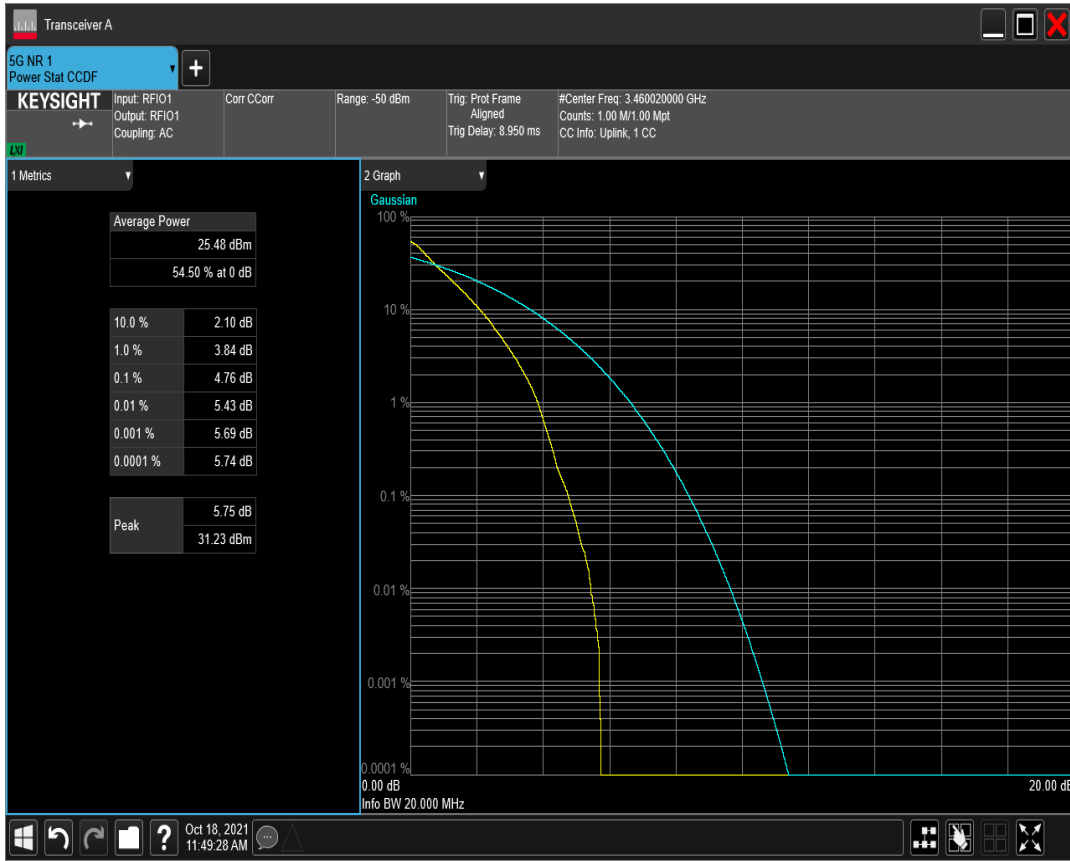 Transceiver A
5G NR 1
Power Stat CCDF
+
KEYSIGHT
LXI
Input: RFIO1
Output: RFIO1
Coupling: AC
Corr CCorr
Range: -50 dBm
Trig: Prot Frame
Aligned
Trig Delay: 8.950 ms
#Center Freq: 3.460020000 GHz
Counts: 1.00 M/1.00 Mpt
CC Info: Uplink, 1 CC
1 Metrics
Average Power
25.48 dBm
54.50 % at 0 dB
10.0 % 2.10 dB
1.0 % 3.84 dB
0.1 % 4.76 dB
0.01 % 5.43 dB
0.001 % 5.69 dB
0.0001 % 5.74 dB
Peak
5.75 dB
31.23 dBm
2 Graph
Gaussian
100 %
10 %
1 %
0.1 %
0.01 %
0.001 %
0.0001 %
0.00 dB
20.00 dB
Info BW 20.000 MHz
?
Oct 18, 2021
11:49:28 AM